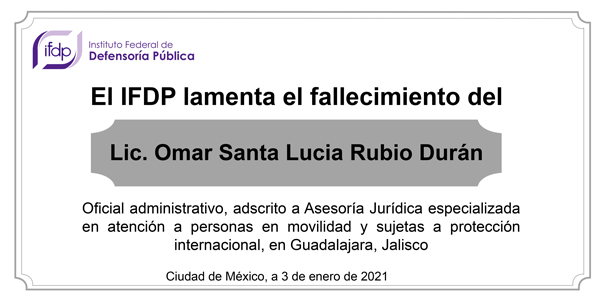 ifdp
Instituto Federal de
Defensoría Pública
El IFDP lamenta el fallecimiento del
Lic. Omar Santa Lucia Rubio Durán
Oficial administrativo, adscrito a Asesoría Jurídica especializada
en atención a personas en movilidad y sujetas a protección
internacional, en Guadalajara, Jalisco
Ciudad de México, a 3 de enero de 2021